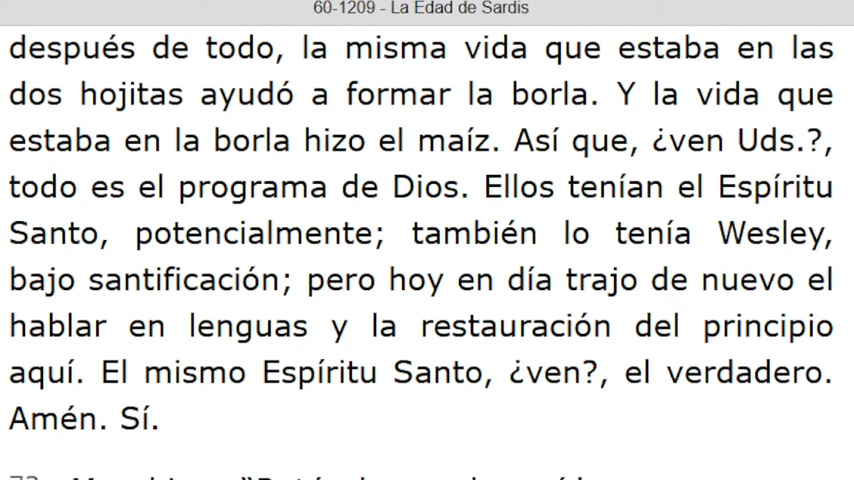 60-1209 - La Edad de Sardis
después de todo, la misma vida que estaba en las
dos hojitas ayudó a formar la borla. Y la vida que
estaba en la borla hizo el maíz. Así que, ¿ven Uds.?,
todo es el programa de Dios. Ellos tenían el Espíritu
Santo, potencialmente; también lo tenía Wesley,
bajo santificación; pero hoy en día trajo de nuevo el
hablar en lenguas y la restauración del principio
aquí. El mismo Espíritu Santo, ¿ven?, el verdadero.
Amén. Sí.